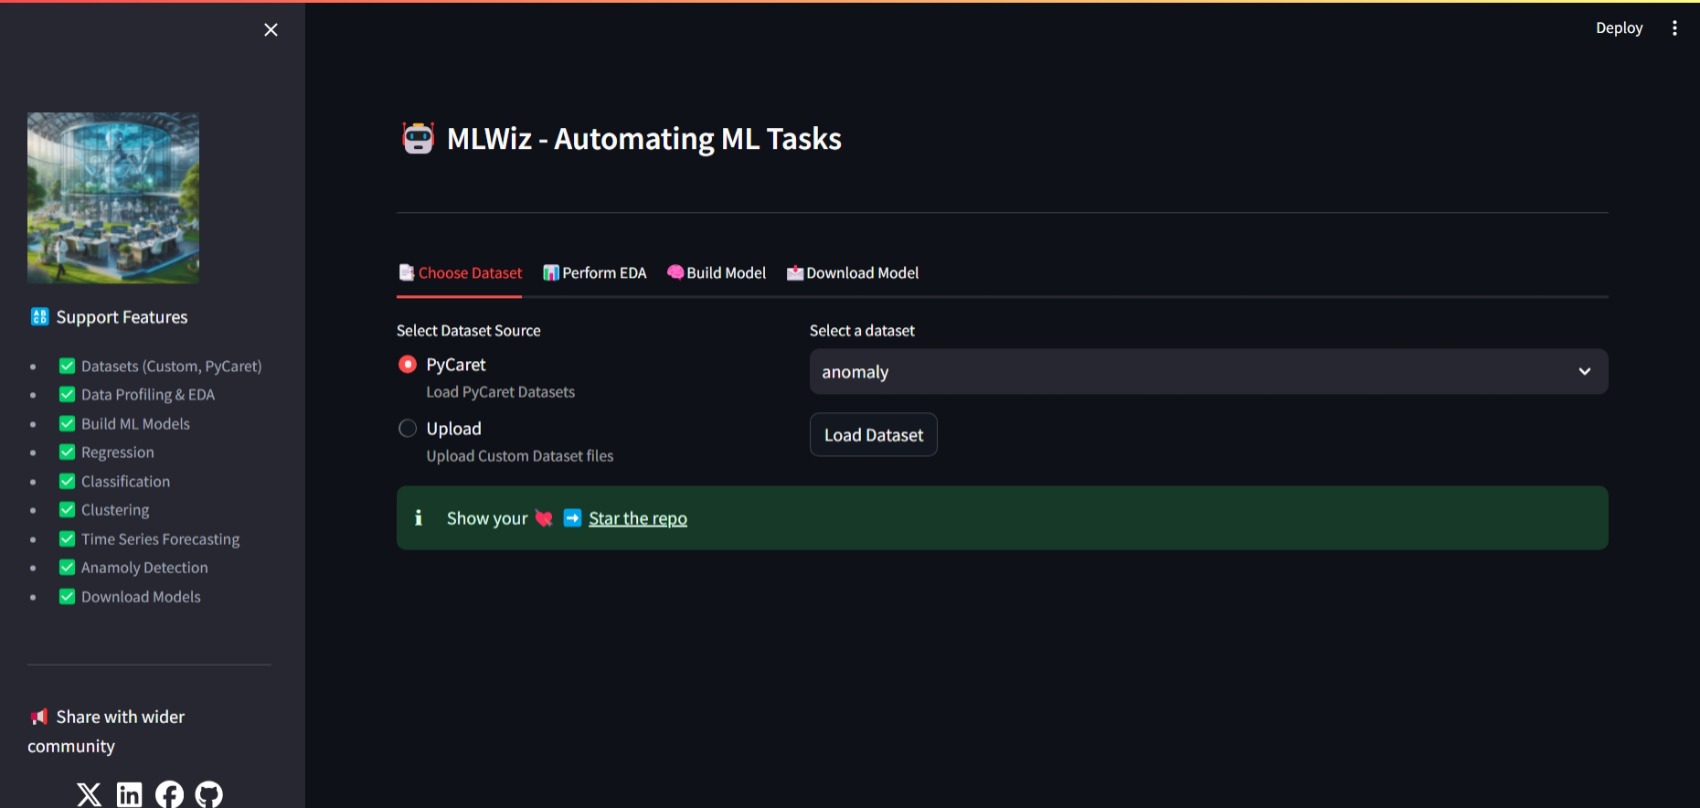 Deploy
MLWiz - Automating ML Tasks
Choose Dataset
Perform EDA
Build Model
Download Model
Select Dataset Source
PyCaret
Load PyCaret Datasets
Upload
Upload Custom Dataset files
Select a dataset
anomaly
Load Dataset
Show your 💘 ➡️ Star the repo
Support Features
Datasets (Custom, PyCaret)
Data Profiling & EDA
Build ML Models
Regression
Classification
Clustering
Time Series Forecasting
Anamoly Detection
Download Models
Share with wider
community